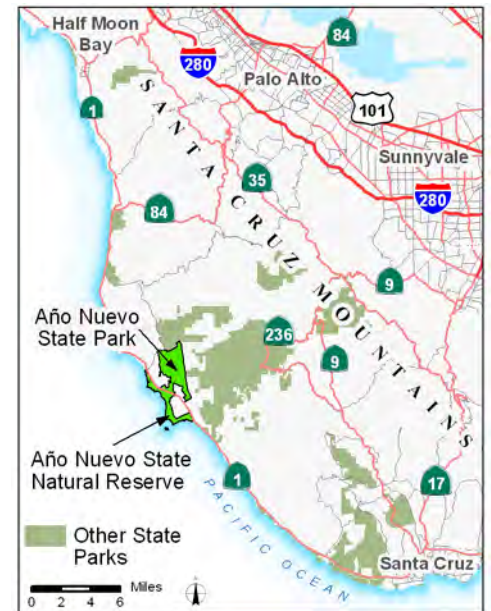 Half Moon
Bay
84
280
Palo Alto
1
101
SANTA CRUZ MOUNTAINS
Sunnyvale
35
280
84
9
Año Nuevo
State Park
236
9
Año Nuevo State
Natural Reserve
1
17
PACIFIC OCEAN
Other State
Parks
Santa Cruz
Miles
0 2 4 6